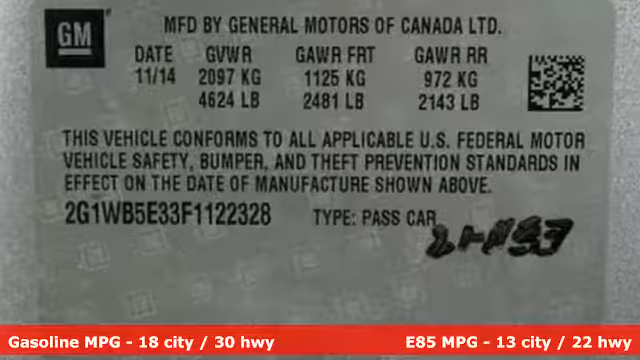 GM
MFD BY GENERAL MOTORS OF CANADA LTD.
DATE GVWR GAWR FRT GAWR RR
11/14 2097 KG 1125 KG 972 KG
4624 LB 2481 LB 2143 LB
THIS VEHICLE CONFORMS TO ALL APPLICABLE U.S. FEDERAL MOTOR
VEHICLE SAFETY, BUMPER, AND THEFT PREVENTION STANDARDS IN
EFFECT ON THE DATE OF MANUFACTURE SHOWN ABOVE.
2G1WB5E33F1122328 TYPE: PASS CAR
Gasoline MPG - 18 city / 30 hwy E85 MPG - 13 city / 22 hwy